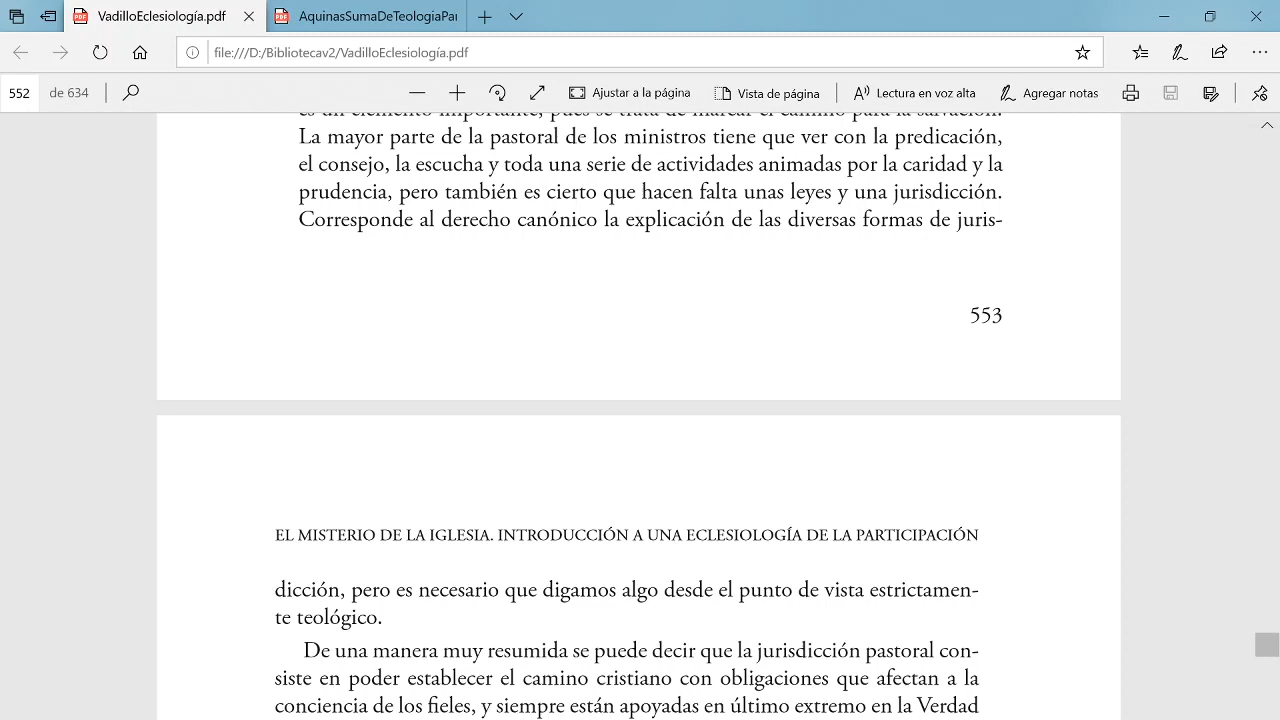 VadilloEclesiología.pdf
AquinasSumaDeTeologiaPar
file:///D:/Bibliotecav2/VadilloEclesiología.pdf
552 de 634
Ajustar a la página
Vista de página
Lectura en voz alta
Agregar notas
es un elemento importante, pues se trata de marcar el camino para la salvación.
La mayor parte de la pastoral de los ministros tiene que ver con la predicación,
el consejo, la escucha y toda una serie de actividades animadas por la caridad y la
prudencia, pero también es cierto que hacen falta unas leyes y una jurisdicción.
Corresponde al derecho canónico la explicación de las diversas formas de juris-
553
EL MISTERIO DE LA IGLESIA. INTRODUCCIÓN A UNA ECLESIOLOGÍA DE LA PARTICIPACIÓN
dicción, pero es necesario que digamos algo desde el punto de vista estrictamen-
te teológico.
De una manera muy resumida se puede decir que la jurisdicción pastoral con-
siste en poder establecer el camino cristiano con obligaciones que afectan a la
conciencia de los fieles, y siempre están apoyadas en último extremo en la Verdad